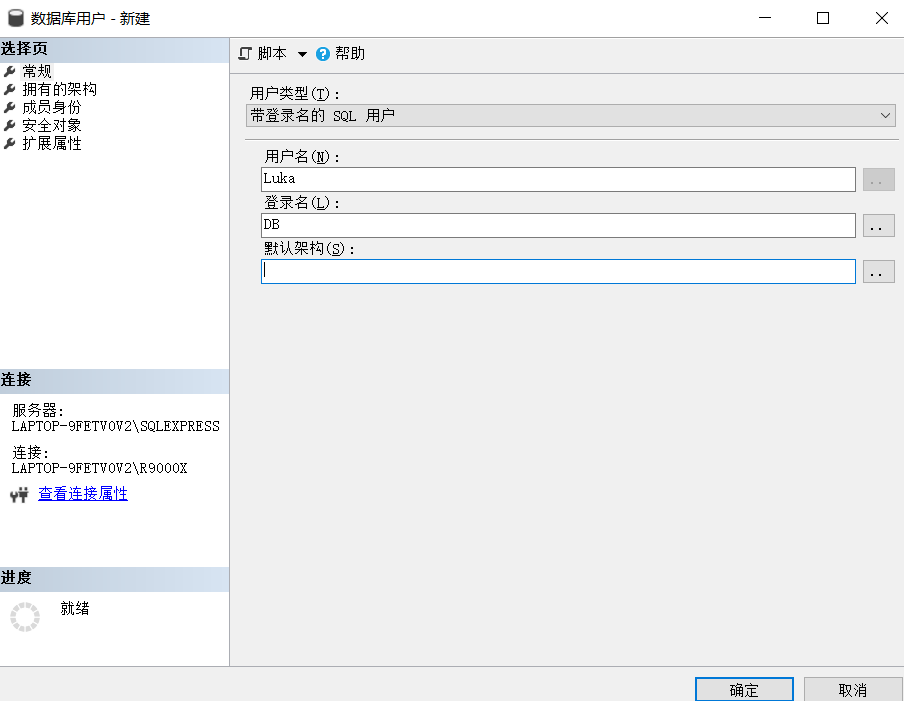 数据库用户 - 新建
选择页
常规
拥有的架构
成员身份
安全对象
扩展属性
脚本
帮助
用户类型(T):
带登录名的 SQL 用户
用户名(N):
Luka
..
登录名(L):
DB
..
默认架构(S):
..
连接
服务器:
LAPTOP-9FETV0V2\SQLEXPRESS
连接:
LAPTOP-9FETV0V2\R9000X
查看连接属性
进度
就绪
确定
取消